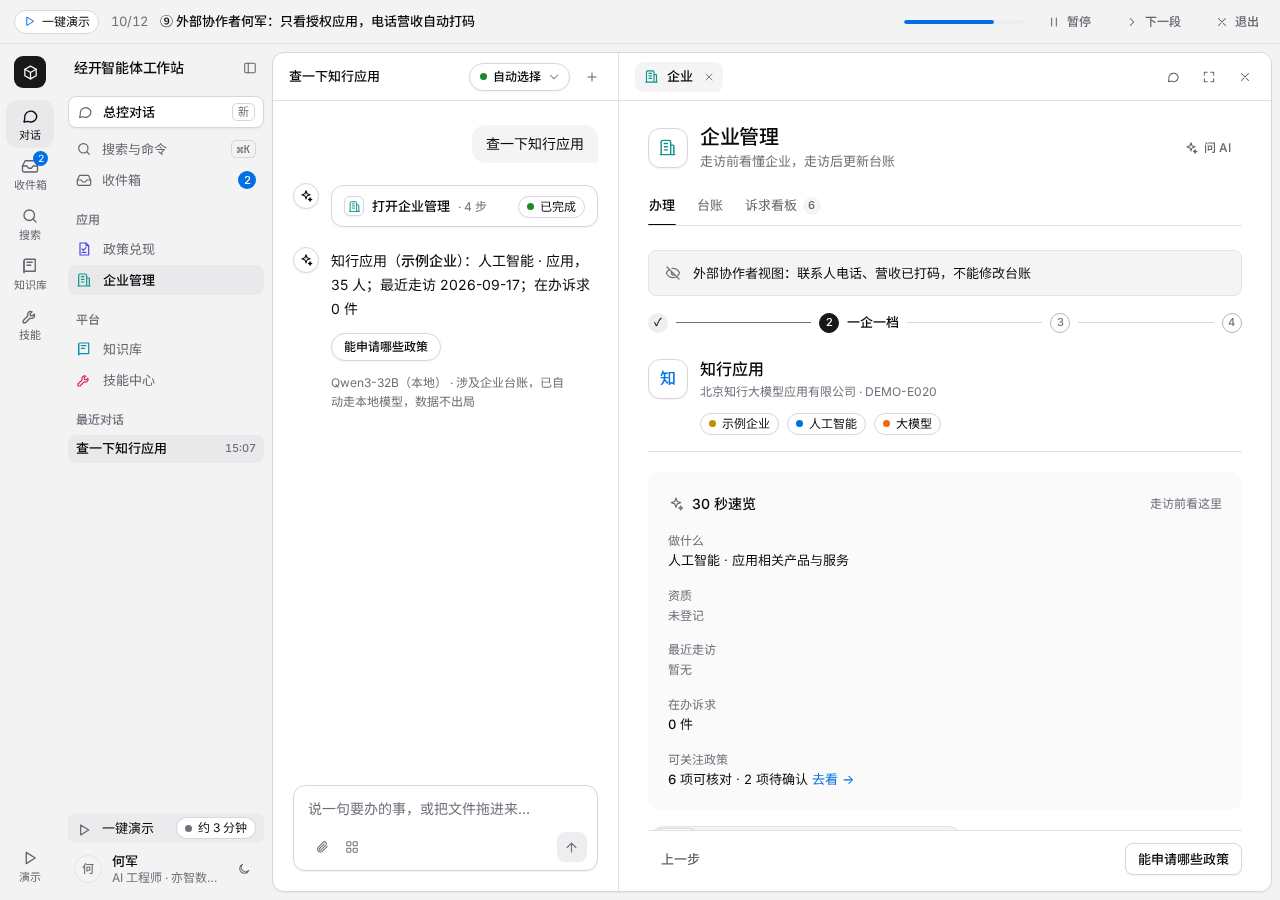 一键演示
10/12
⑨ 外部协作者何军：只看授权应用，电话营收自动打码
暂停
下一段
退出
对话
2
收件箱
搜索
知识库
技能
演示
经开智能体工作站
总控对话
新
搜索与命令
⌘K
收件箱
2
应用
政策兑现
企业管理
平台
知识库
技能中心
最近对话
查一下知行应用
15:07
一键演示
约 3 分钟
何
何军
AI 工程师 · 亦智数...
查一下知行应用
自动选择
查一下知行应用
打开企业管理 · 4 步
已完成
知行应用（示例企业）：人工智能 · 应用，
35 人；最近走访 2026-09-17；在办诉求
0 件
能申请哪些政策
Qwen3-32B（本地） · 涉及企业台账，已自
动走本地模型，数据不出局
说一句要办的事，或把文件拖进来...
企业
企业管理
走访前看懂企业，走访后更新台账
问 AI
办理
台账
诉求看板
6
外部协作者视图：联系人电话、营收已打码，不能修改台账
2
一企一档
3
4
知
知行应用
北京知行大模型应用有限公司 · DEMO-E020
示例企业
人工智能
大模型
30 秒速览
走访前看这里
做什么
人工智能 · 应用相关产品与服务
资质
未登记
最近走访
暂无
在办诉求
0 件
可关注政策
6 项可核对 · 2 项待确认 去看 →
上一步
能申请哪些政策